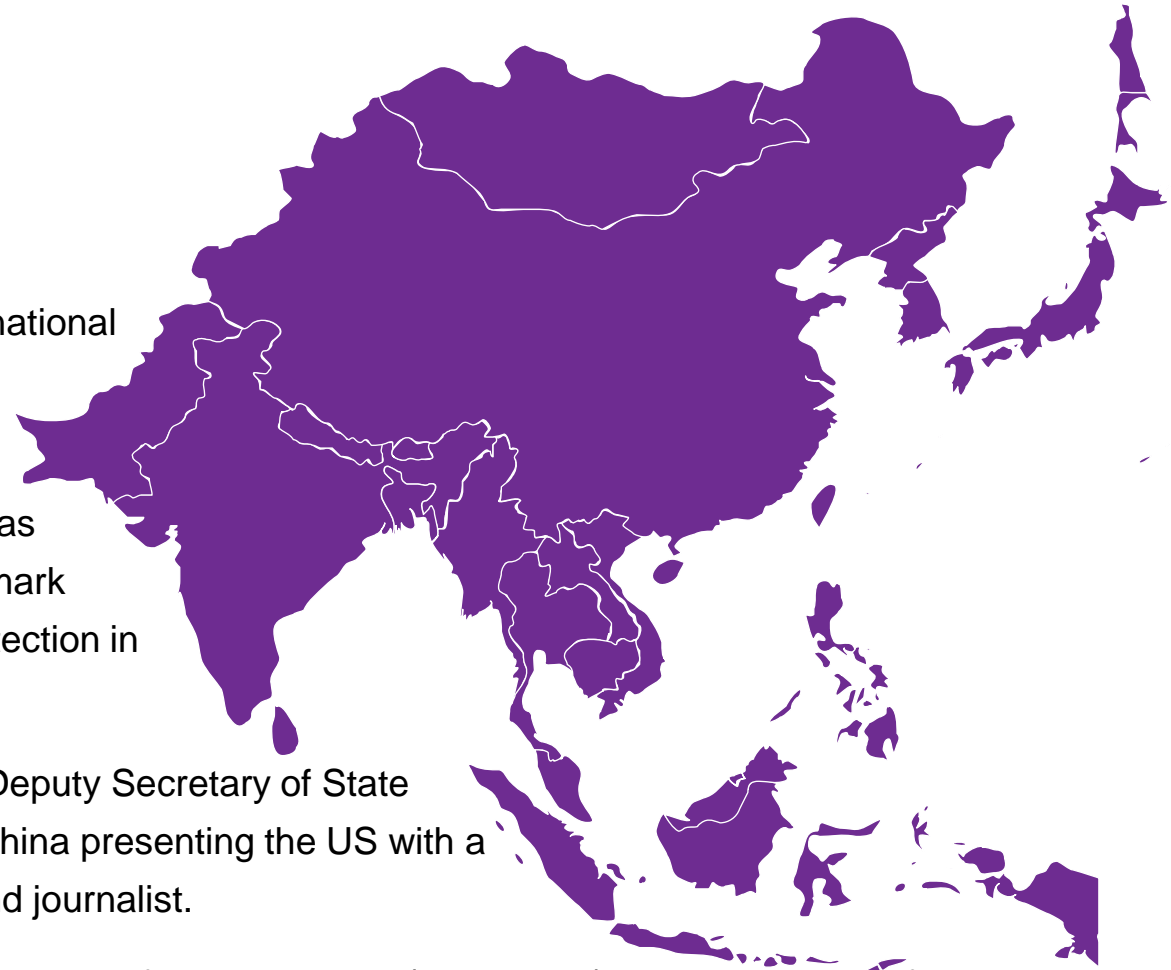 national
as
mark
ection in
Deputy Secretary of State
hina presenting the US with a
d journalist.